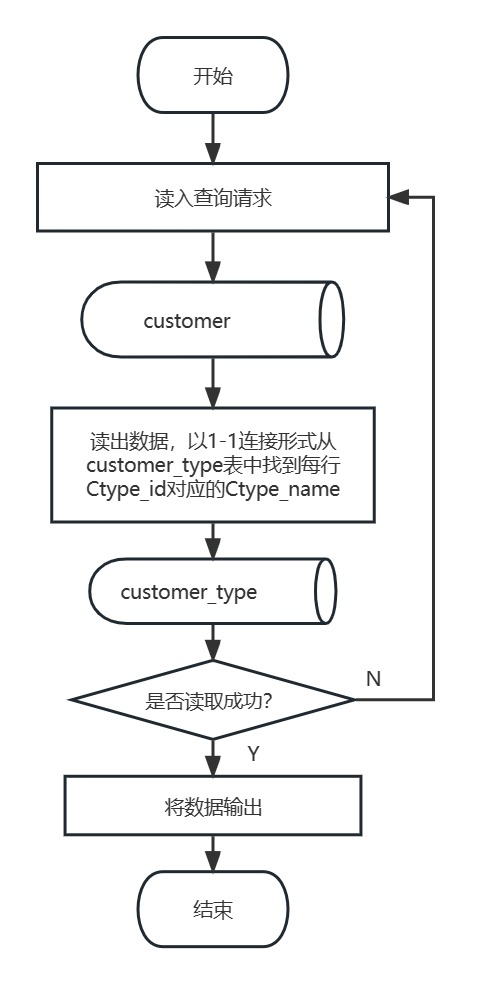 开始
读入查询请求
customer
读出数据，以1-1连接形式从
customer_type表中找到每行
Ctype_id对应的Ctype_name
customer_type
是否读取成功？
N
Y
将数据输出
结束